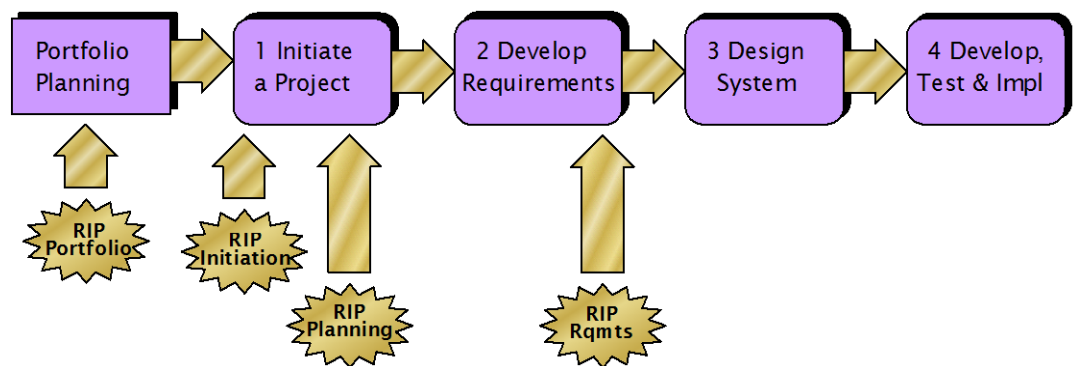 Portfolio
Planning
1 Initiate
a Project
2 Develop
Requirements
3 Design
System
4 Develop,
Test & Impl
RIP
Portfolio
RIP
Initiation
RIP
Planning
RIP
Rqmts